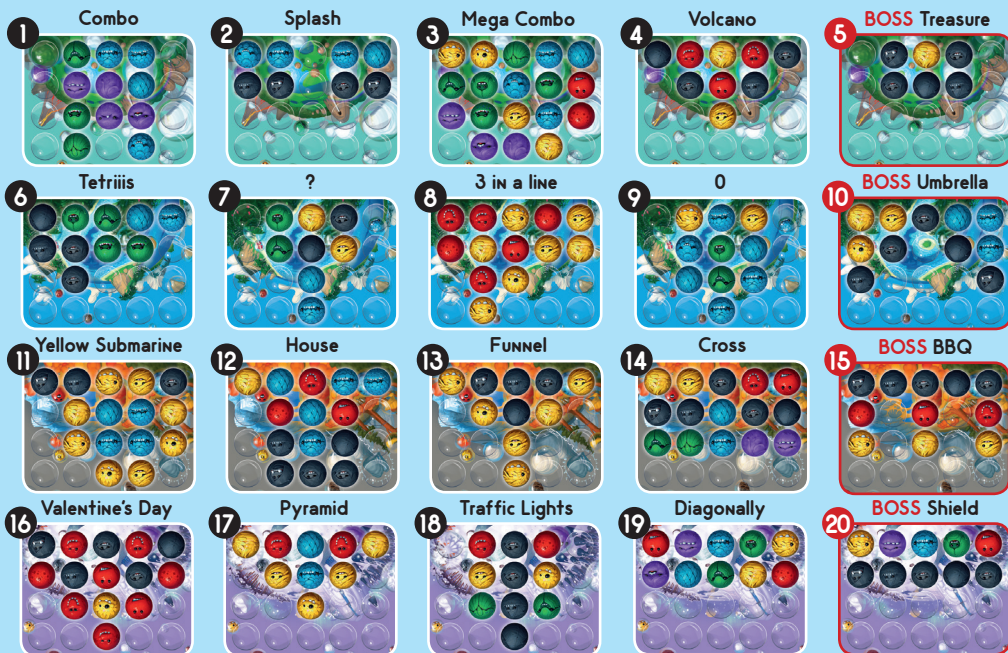 1 Combo
2 Splash
3 Mega Combo
4 Volcano
5 BOSS Treasure
6 Tetriiis
7 ?
8 3 in a line
9 0
10 BOSS Umbrella
11 Yellow Submarine
12 House
13 Funnel
14 Cross
15 BOSS BBQ
16 Valentine's Day
17 Pyramid
18 Traffic Lights
19 Diagonally
20 BOSS Shield